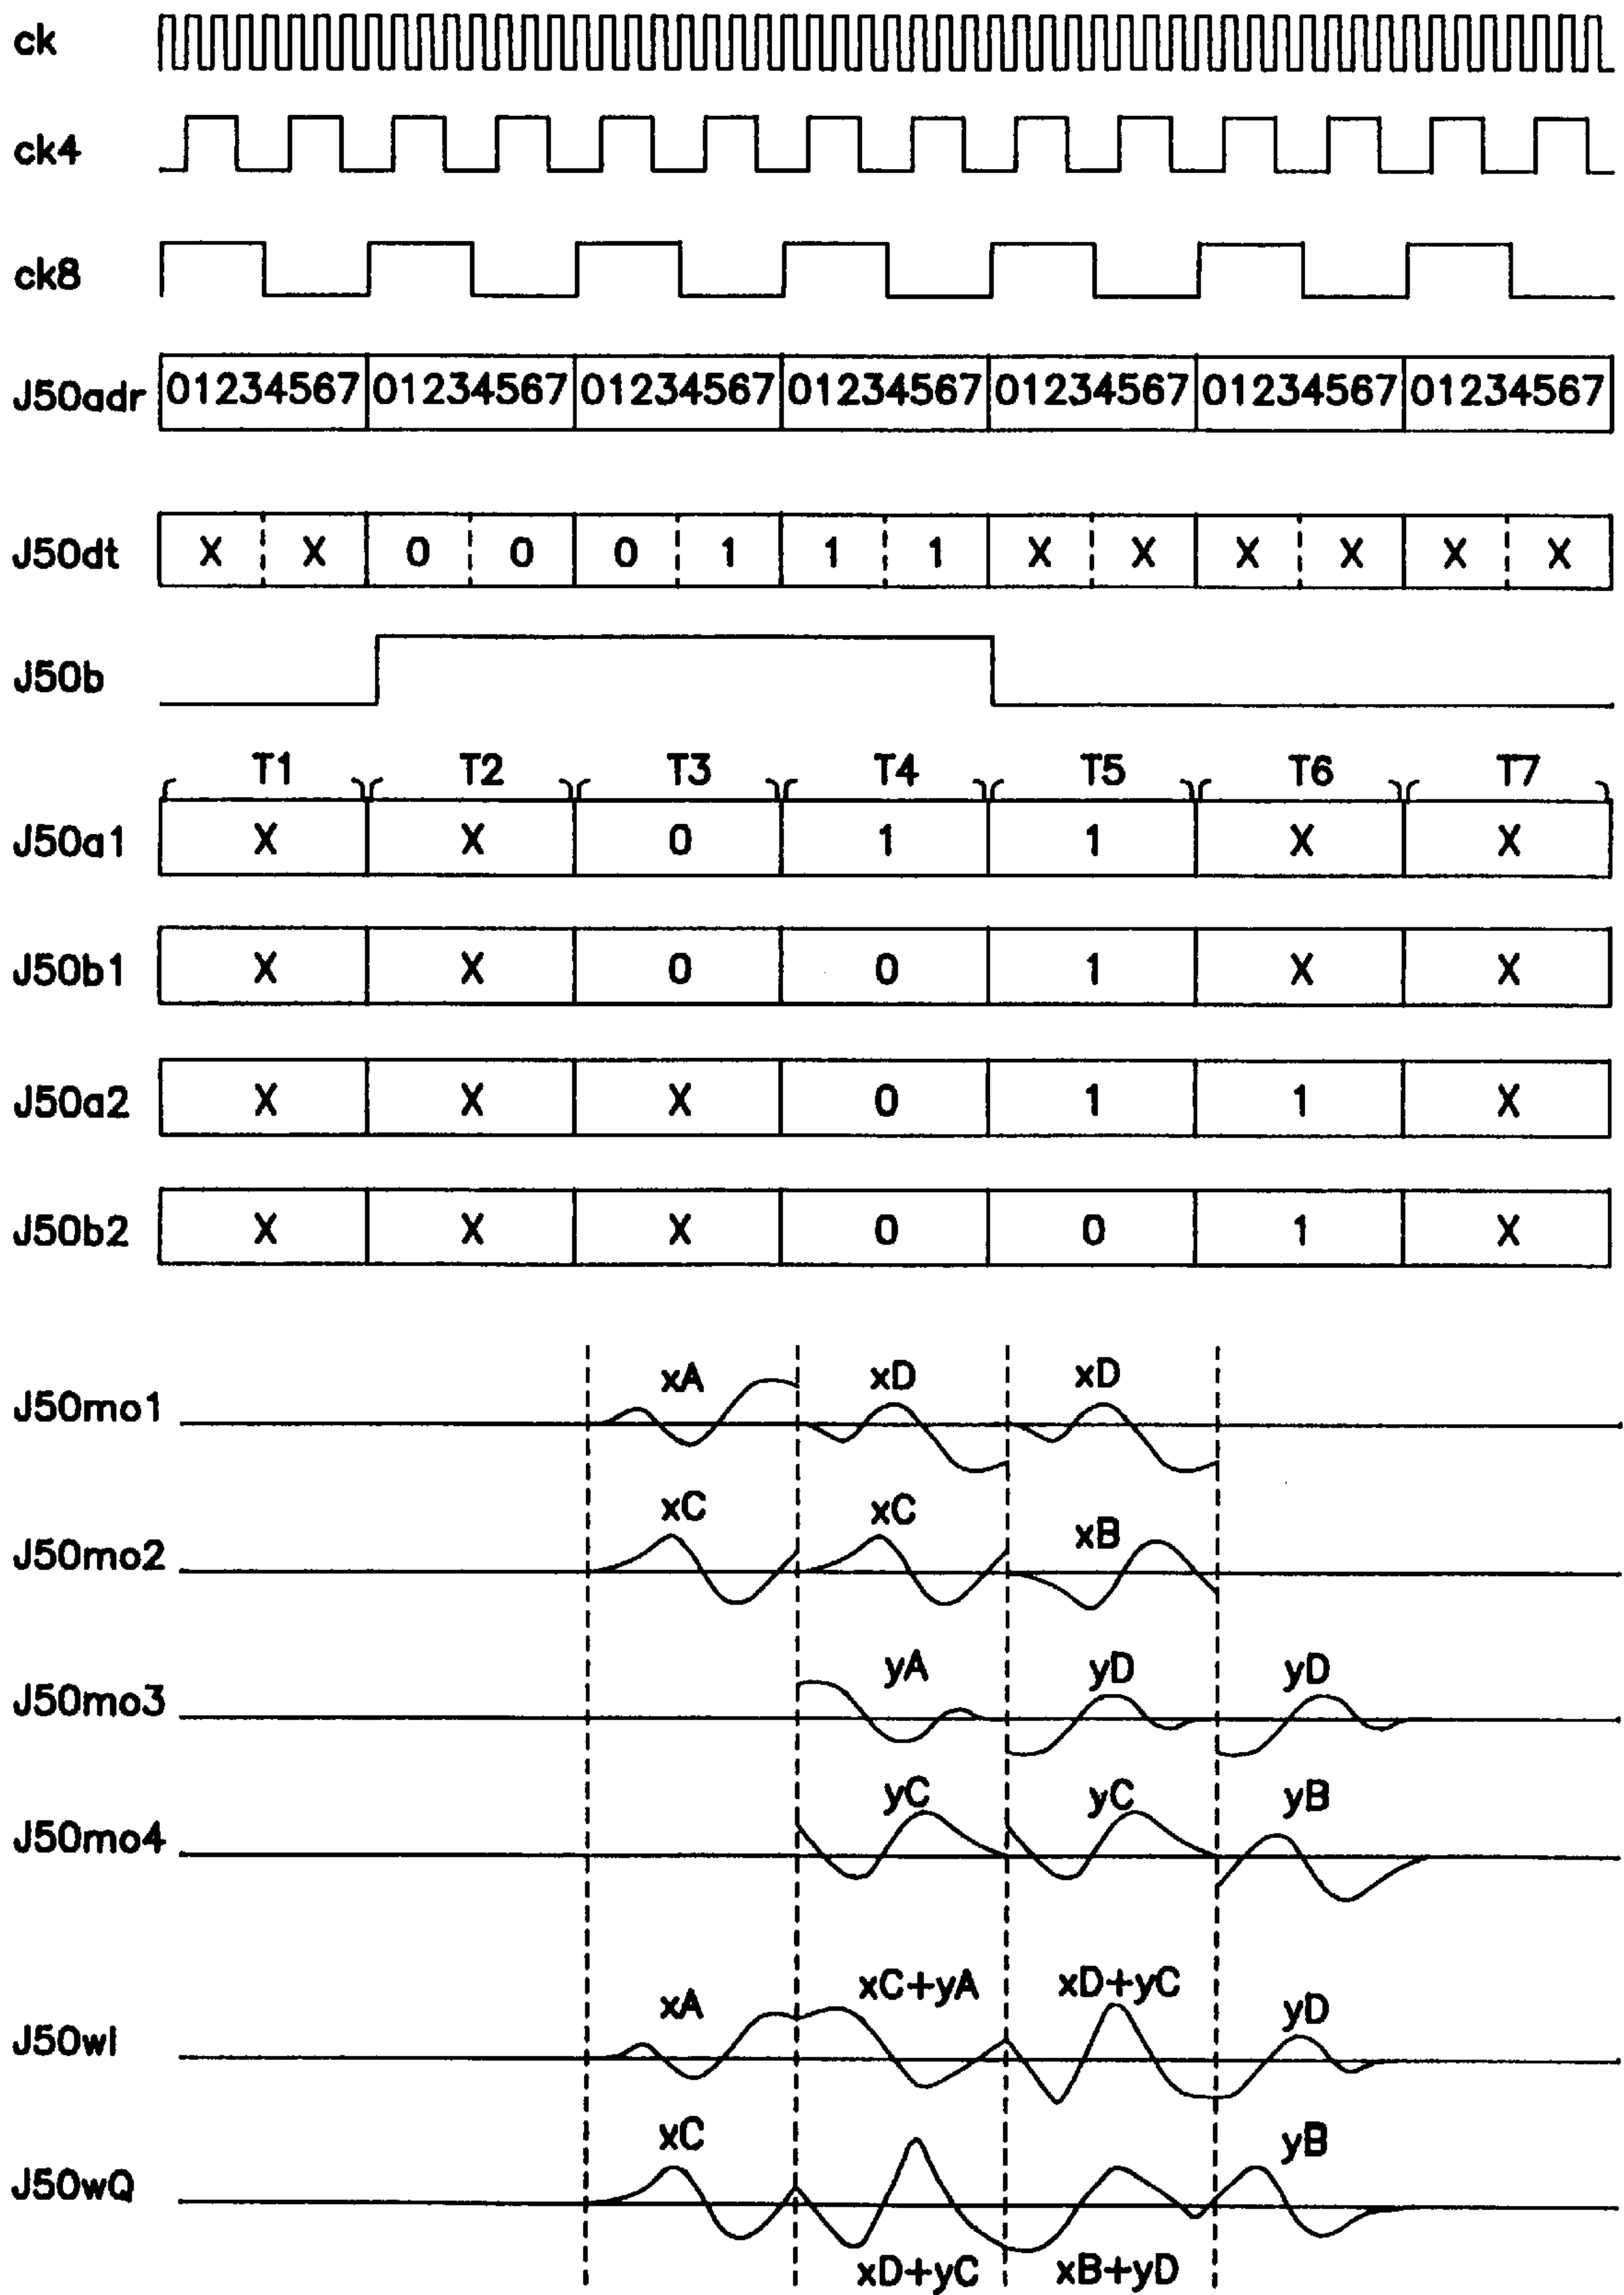 ck
ck4
ck8
J50adr 01234567 01234567 01234567 01234567 01234567 01234567 01234567
J50dt X X 0 0 0 1 1 1 X X X X X X
J50b
T1 T2 T3 T4 T5 T6 T7
J50a1 X X 0 1 1 X X
J50b1 X X 0 0 1 X X
J50a2 X X X 0 1 1 X
J50b2 X X X 0 0 1 X
J50mo1 xA xD xD
J50mo2 xC xC xB
J50mo3 yA yD yD
J50mo4 yC yC yB
J50wI xA xC+yA xD+yC yD
J50wQ xC xD+yC xB+yD yB